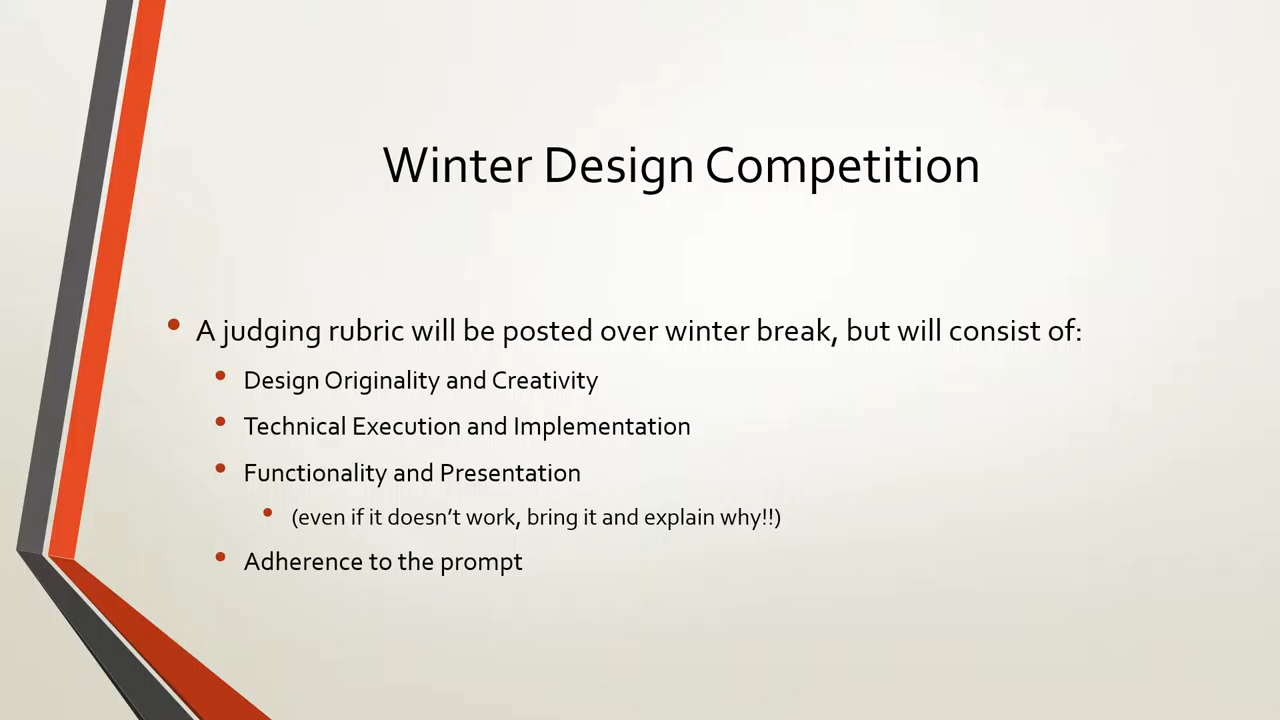 Winter Design Competition
• A judging rubric will be posted over winter break, but will consist of:
• Design Originality and Creativity
• Technical Execution and Implementation
• Functionality and Presentation
• (even if it doesn’t work, bring it and explain why!!)
• Adherence to the prompt